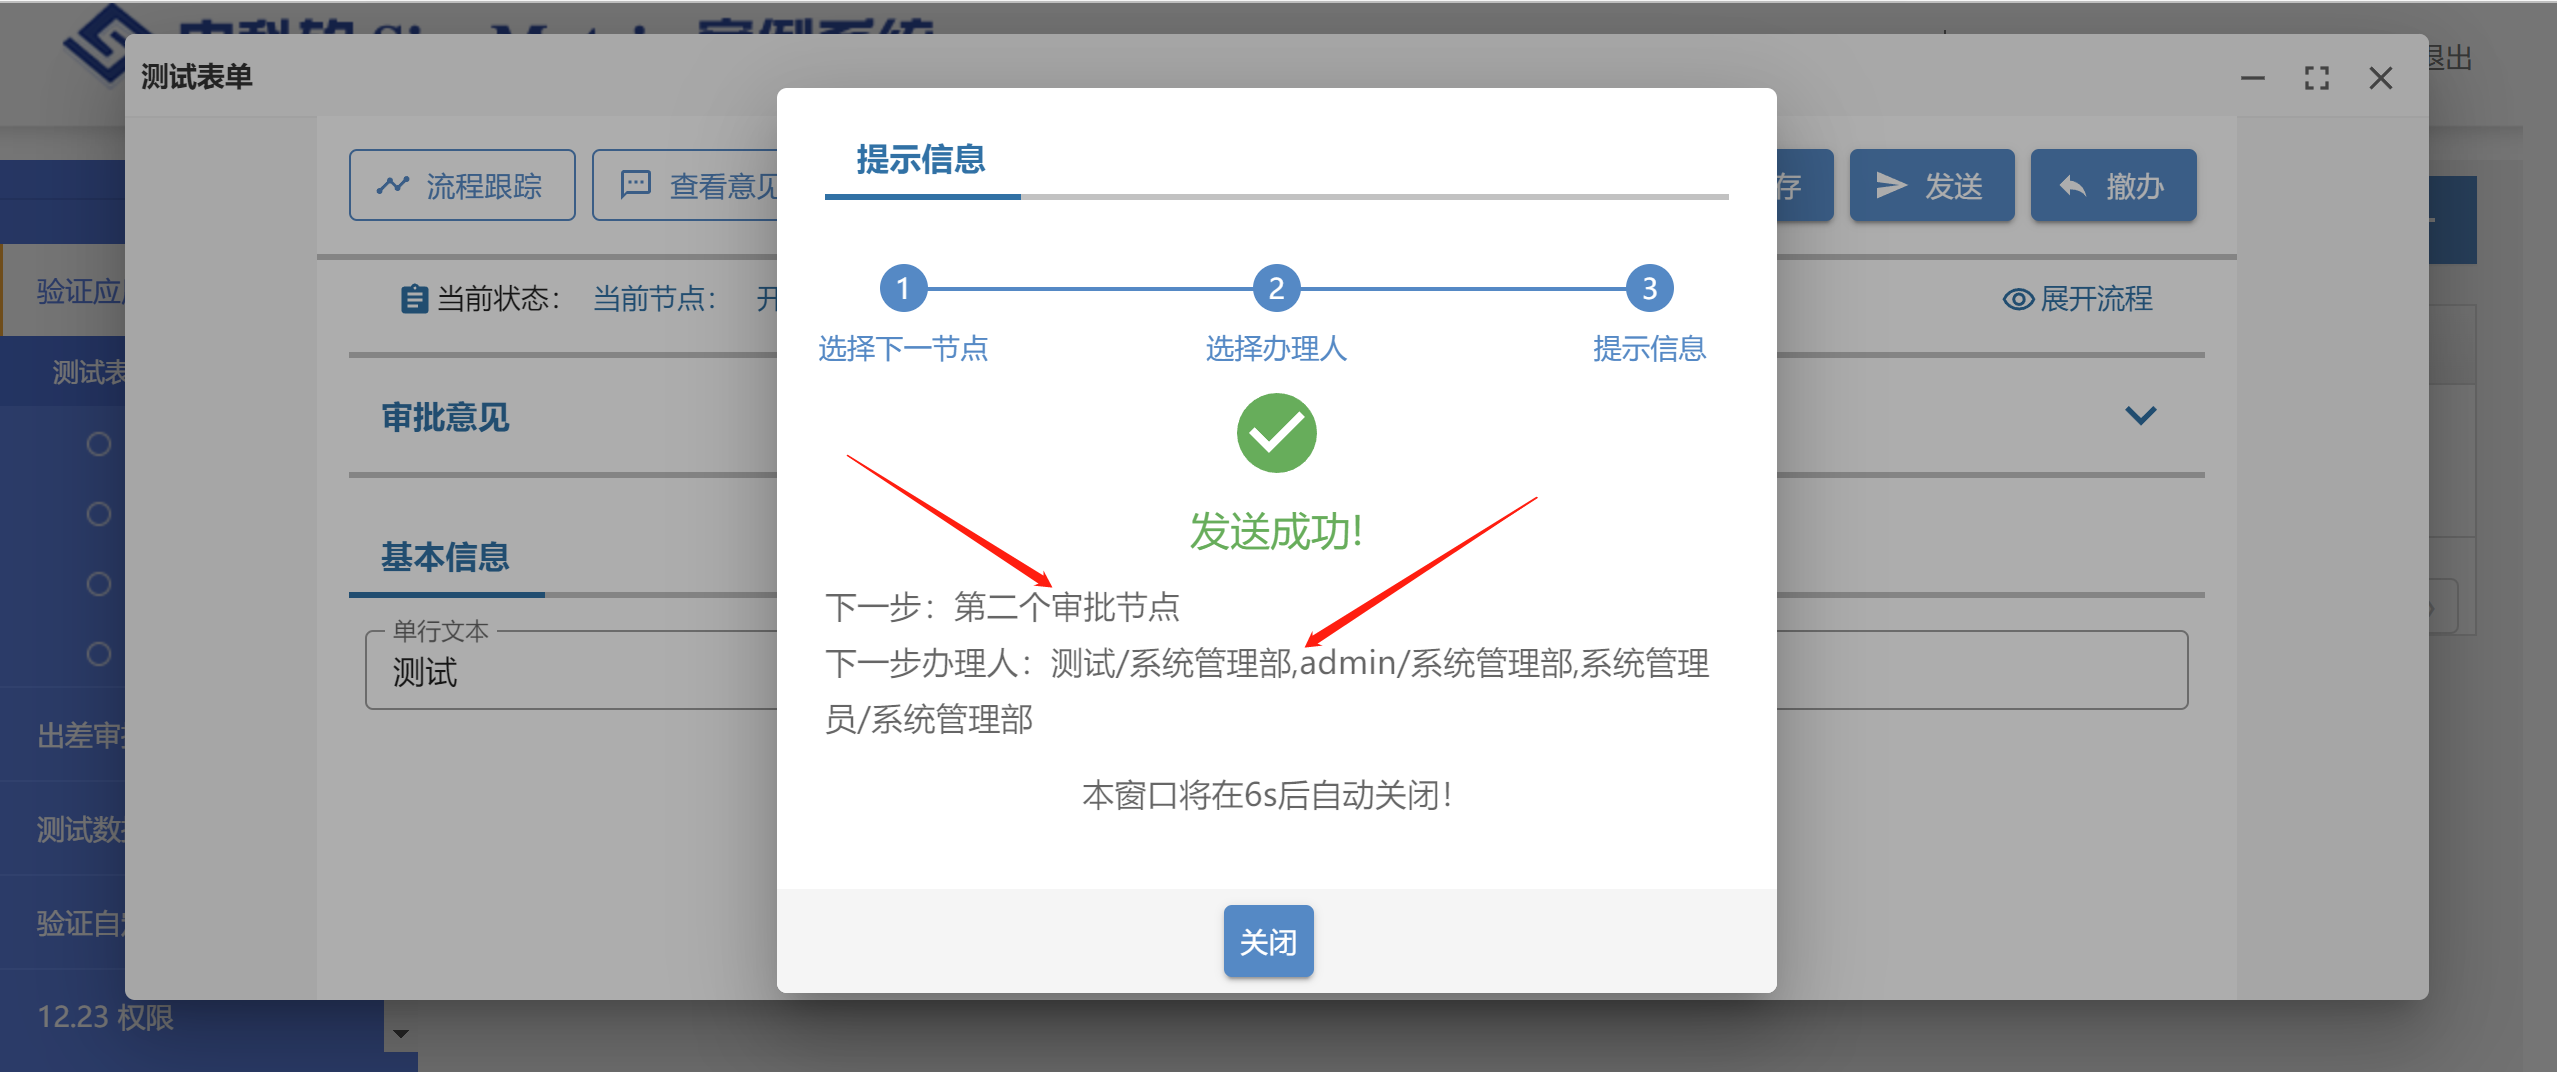 案例系统
退出
测试表单
流程跟踪
查看意见
存
发送
撤办
提示信息
1
2
3
选择下一节点
选择办理人
提示信息
验证应
当前状态：
当前节点：
展开流程
测试表
审批意见
发送成功!
基本信息
下一步：第二个审批节点
单行文本
测试
下一步办理人：测试/系统管理部,admin/系统管理部,系统管理
员/系统管理部
出差审
本窗口将在6s后自动关闭！
测试数
验证自
关闭
12.23 权限